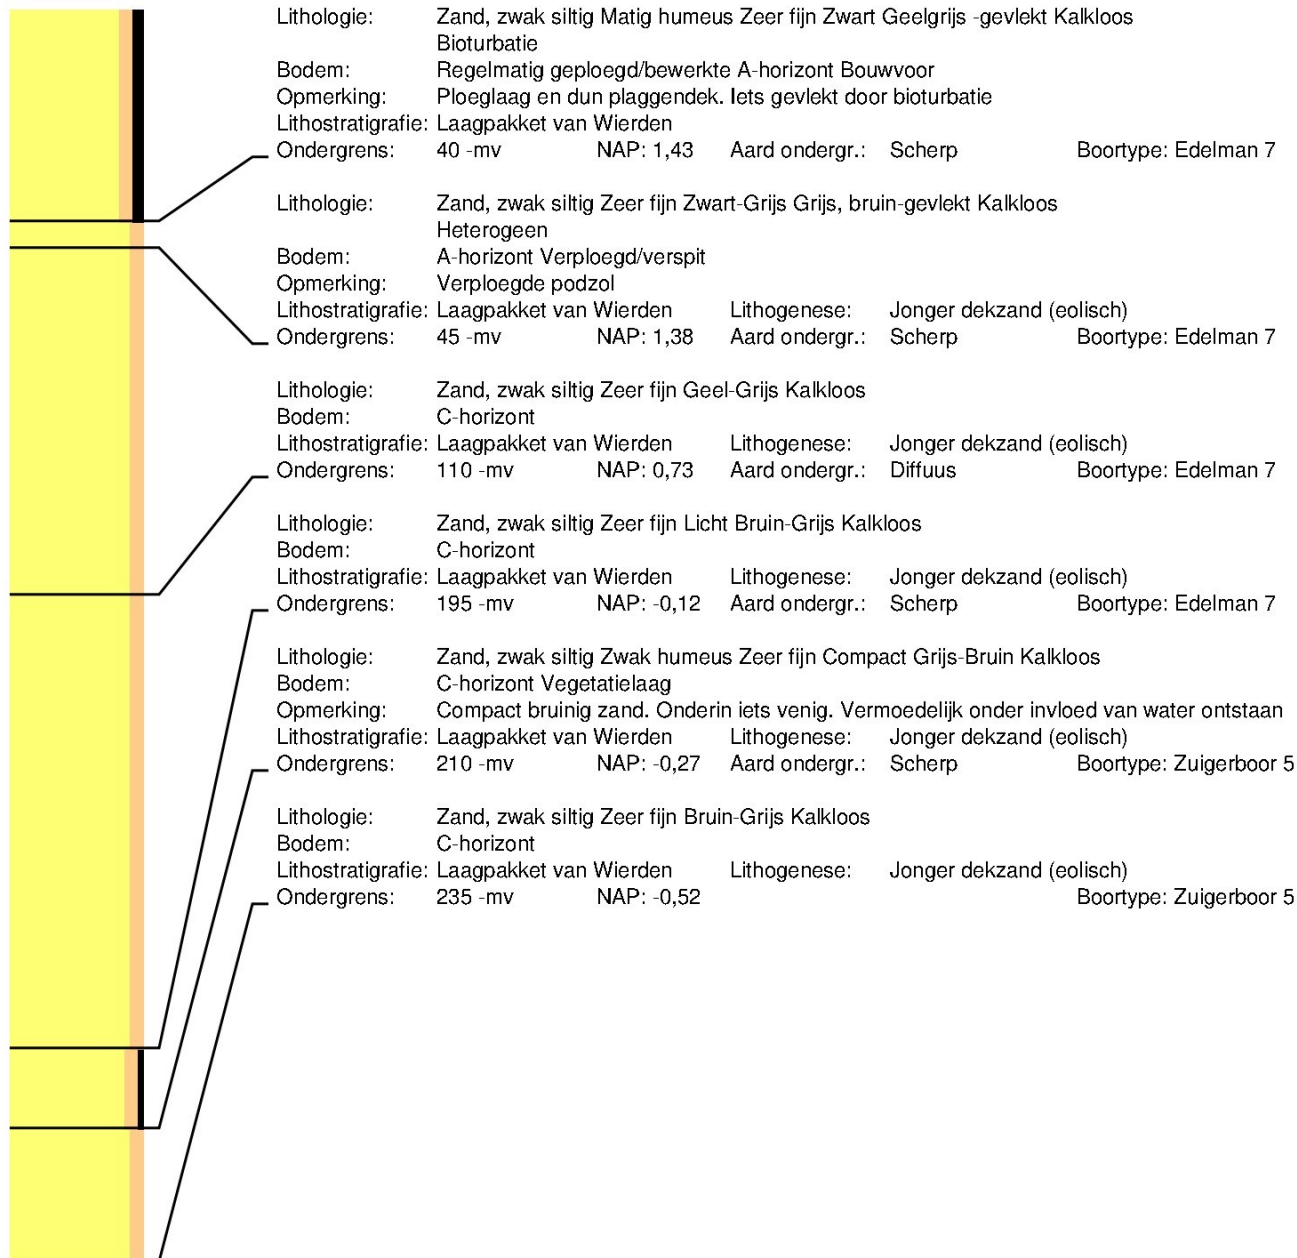 Lithologie: Zand, zwak siltig Matig humeus Zeer fijn Zwart Geelgrijs -gevlekt Kalkloos
Bioturbatie
Bodem: Regelmatig geploegd/bewerkte A-horizont Bouwvoor
Opmerking: Ploeglaag en dun plaggendek. Iets gevlekt door bioturbatie
Lithostratigrafie: Laagpakket van Wierden
Ondergrens: 40 -mv NAP: 1,43 Aard ondergr.: Scherp Boortype: Edelman 7
Lithologie: Zand, zwak siltig Zeer fijn Zwart-Grijs Grijs, bruin-gevlekt Kalkloos
Heterogeen
Bodem: A-horizont Verploegd/verspit
Opmerking: Verploegde podzol
Lithostratigrafie: Laagpakket van Wierden Lithogenese: Jonger dekzand (eolisch)
Ondergrens: 45 -mv NAP: 1,38 Aard ondergr.: Scherp Boortype: Edelman 7
Lithologie: Zand, zwak siltig Zeer fijn Geel-Grijs Kalkloos
Bodem: C-horizont
Lithostratigrafie: Laagpakket van Wierden Lithogenese: Jonger dekzand (eolisch)
Ondergrens: 110 -mv NAP: 0,73 Aard ondergr.: Diffuus Boortype: Edelman 7
Lithologie: Zand, zwak siltig Zeer fijn Licht Bruin-Grijs Kalkloos
Bodem: C-horizont
Lithostratigrafie: Laagpakket van Wierden Lithogenese: Jonger dekzand (eolisch)
Ondergrens: 195 -mv NAP: -0,12 Aard ondergr.: Scherp Boortype: Edelman 7
Lithologie: Zand, zwak siltig Zwak humeus Zeer fijn Compact Grijs-Bruin Kalkloos
Bodem: C-horizont Vegetatielaag
Opmerking: Compact bruinig zand. Onderin iets venig. Vermoedelijk onder invloed van water ontstaan
Lithostratigrafie: Laagpakket van Wierden Lithogenese: Jonger dekzand (eolisch)
Ondergrens: 210 -mv NAP: -0,27 Aard ondergr.: Scherp Boortype: Zuigerboor 5
Lithologie: Zand, zwak siltig Zeer fijn Bruin-Grijs Kalkloos
Bodem: C-horizont
Lithostratigrafie: Laagpakket van Wierden Lithogenese: Jonger dekzand (eolisch)
Ondergrens: 235 -mv NAP: -0,52 Boortype: Zuigerboor 5